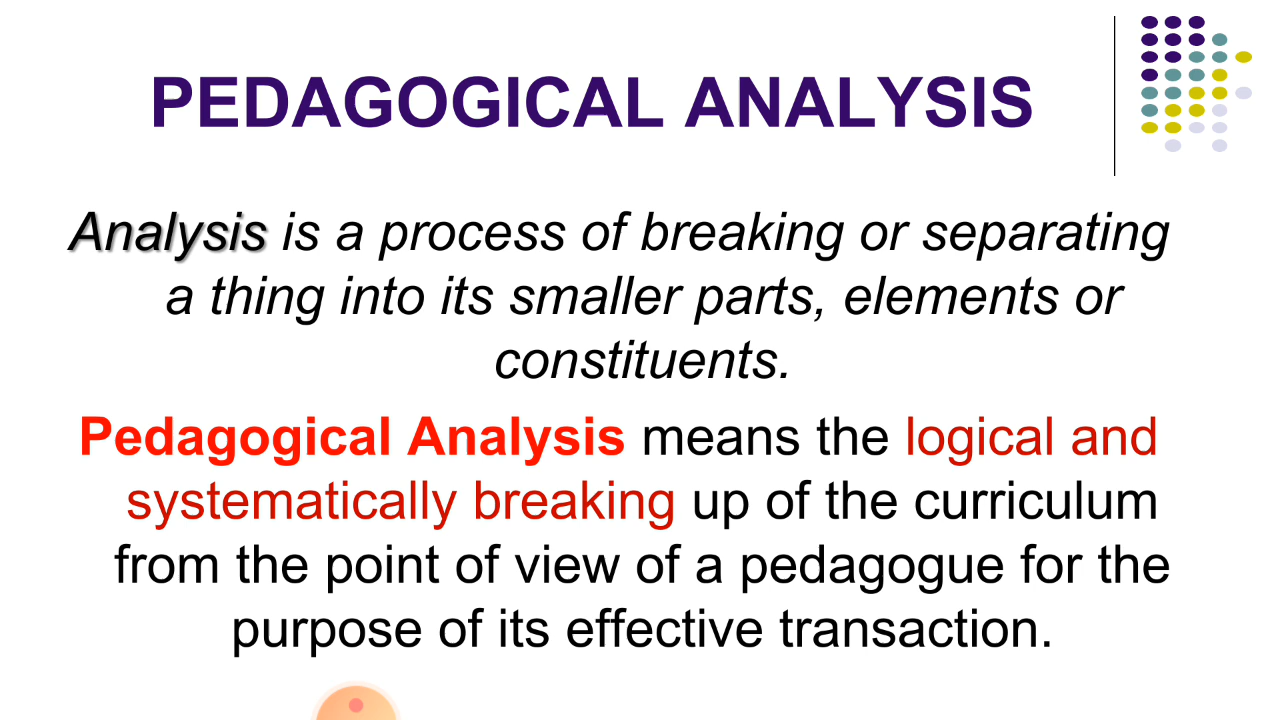 PEDAGOGICAL ANALYSIS
Analysis is a process of breaking or separating
a thing into its smaller parts, elements or
constituents.
Pedagogical Analysis means the logical and
systematically breaking up of the curriculum
from the point of view of a pedagogue for the
purpose of its effective transaction.